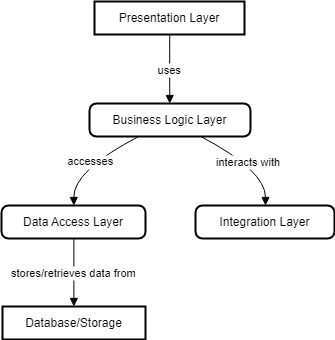 Presentation Layer
uses
Business Logic Layer
accesses
interacts with
Data Access Layer
Integration Layer
stores/retrieves data from
Database/Storage